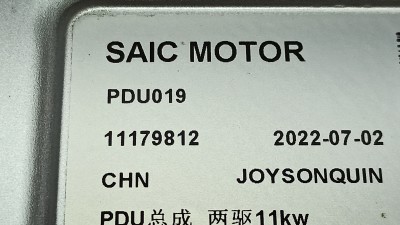 SAIC MOTOR
PDU019
11179812 2022-07-02
CHN JOYSONQUIN
PDU总成 两驱11kw